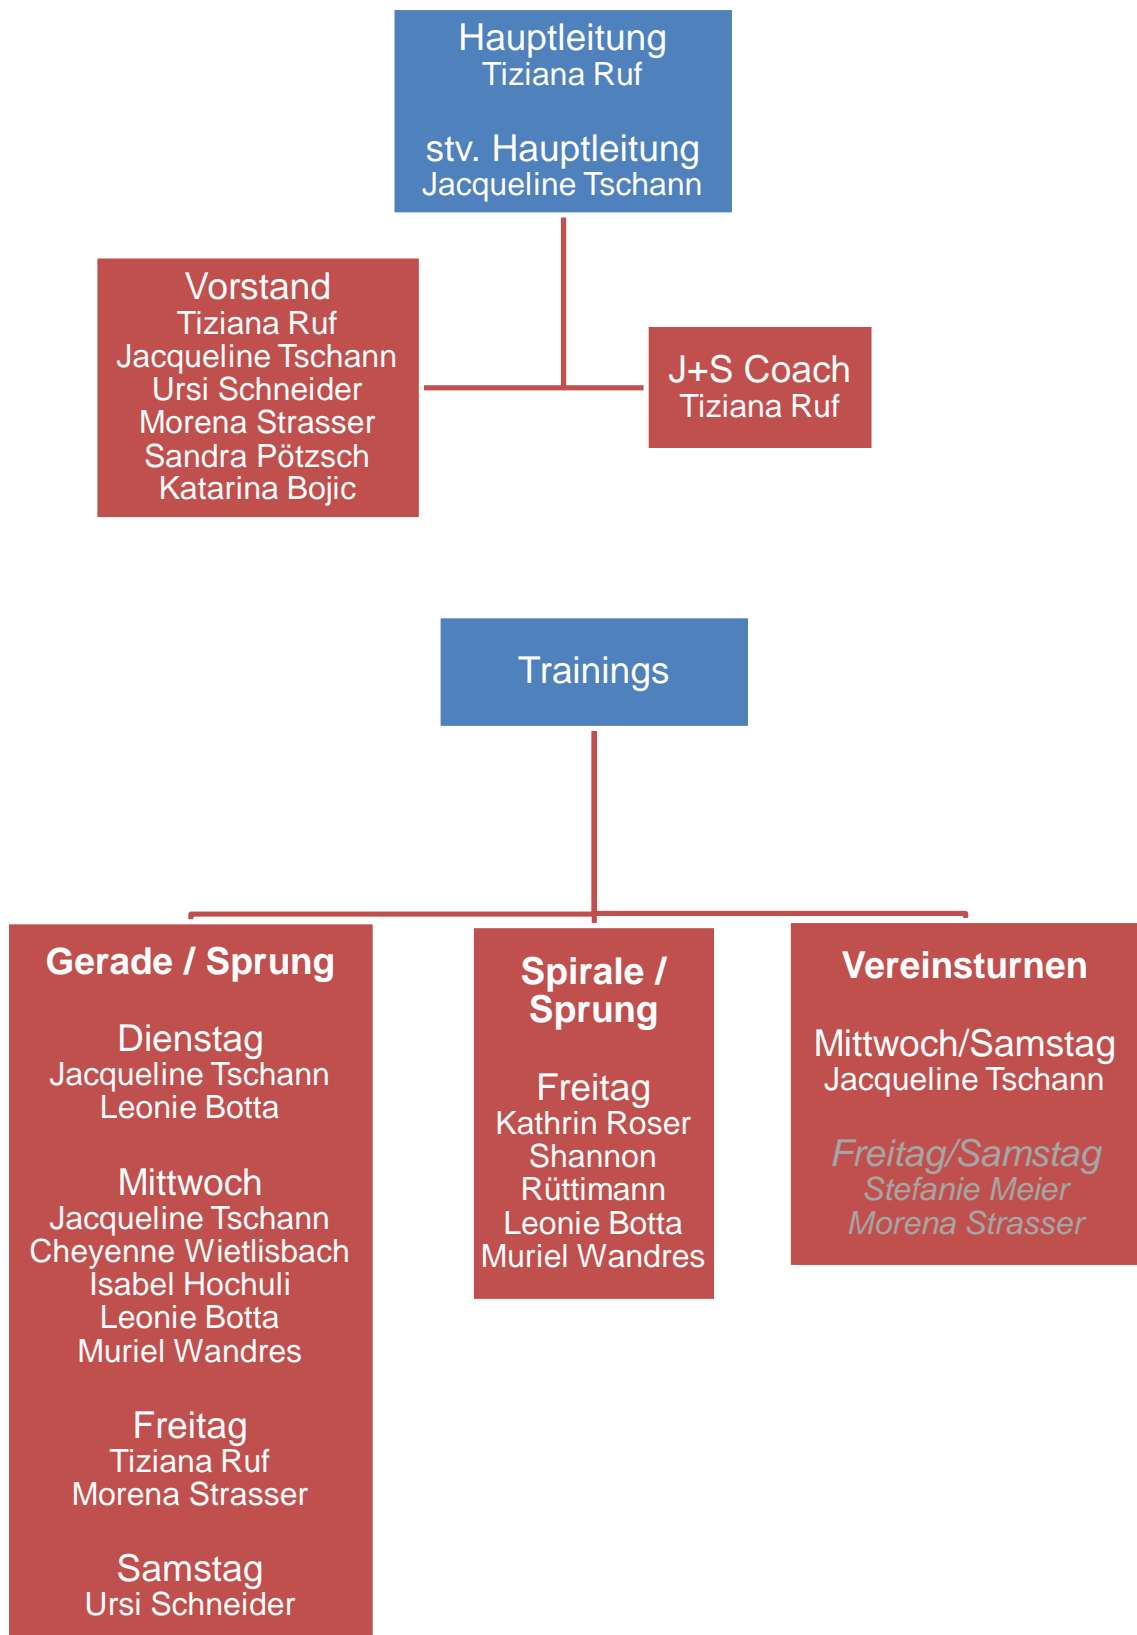 Hauptleitung
Tiziana Ruf
stv. Hauptleitung
Jacqueline Tschann
Vorstand
Tiziana Ruf
Jacqueline Tschann
Ursi Schneider
Morena Strasser
Sandra Pötzsch
Katarina Bojic
J+S Coach
Tiziana Ruf
Trainings
Gerade / Sprung
Dienstag
Jacqueline Tschann
Leonie Botta
Mittwoch
Jacqueline Tschann
Cheyenne Wietlisbach
Isabel Hochuli
Leonie Botta
Muriel Wandres
Freitag
Tiziana Ruf
Morena Strasser
Samstag
Ursi Schneider
Spirale /
Sprung
Freitag
Kathrin Roser
Shannon
Rüttimann
Leonie Botta
Muriel Wandres
Vereinsturnen
Mittwoch/Samstag
Jacqueline Tschann
Freitag/Samstag
Stefanie Meier
Morena Strasser